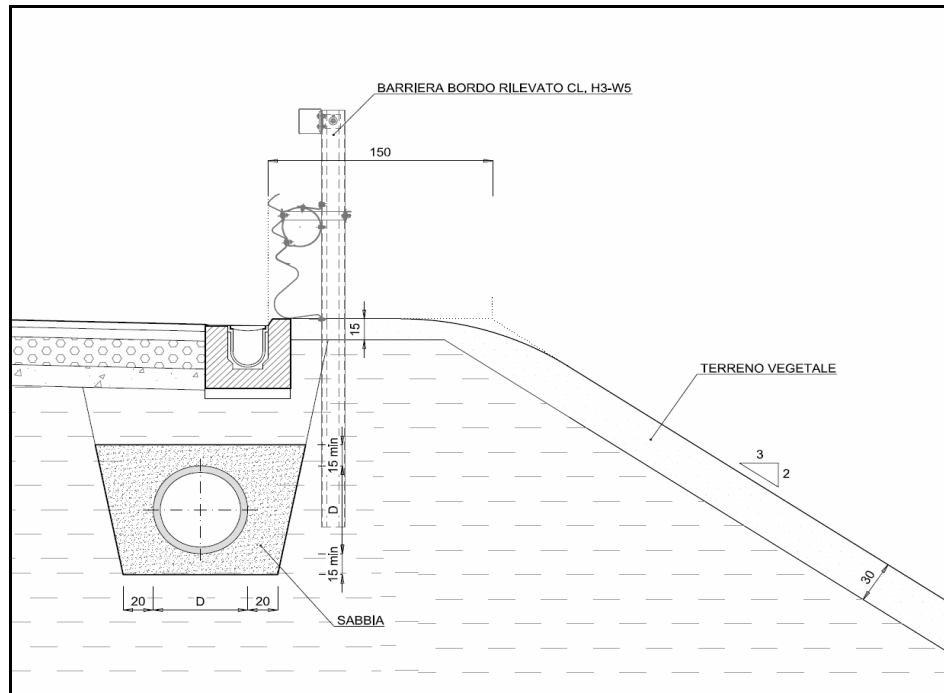 BARRIERA BORDO RILEVATO CL. H3-W5
150
15
TERRENO VEGETALE
3
2
15 min
D
15 min
30
20 D 20
SABBIA